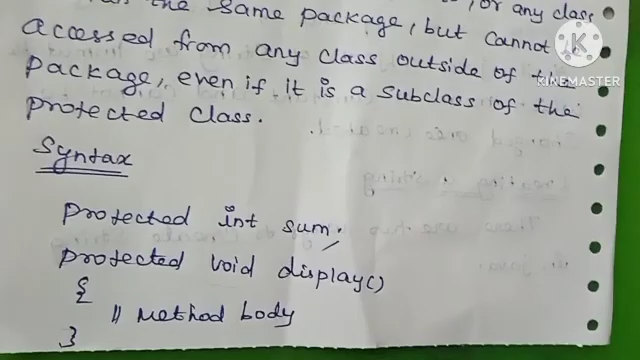 the same package, but cannot be
accessed from any class outside of the
package, even if it is a subclass of the
protected class.
Syntax
protected int sum;
protected void display()
{
// Method body
}
KINEMASTER